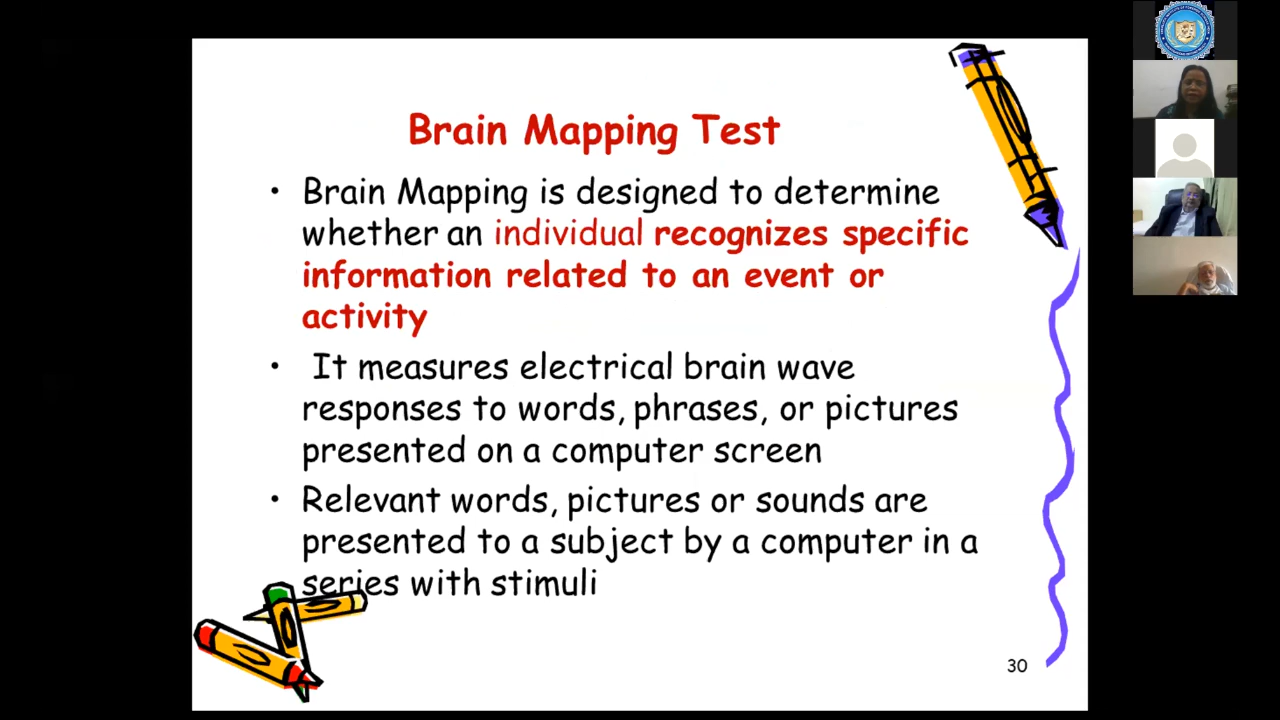 Brain Mapping Test
• Brain Mapping is designed to determine
whether an individual recognizes specific
information related to an event or
activity
• It measures electrical brain wave
responses to words, phrases, or pictures
presented on a computer screen
• Relevant words, pictures or sounds are
presented to a subject by a computer in a
series with stimuli
30